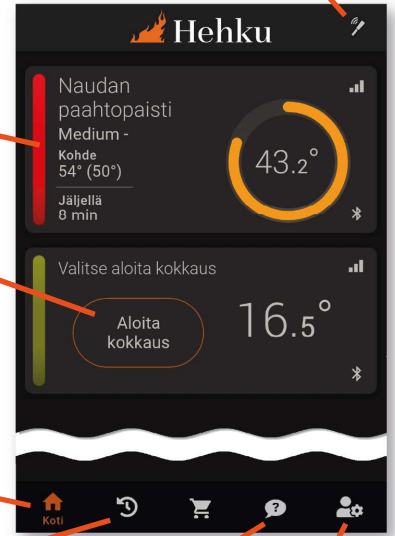 Hehku
Naudan
paahtopaisti
Medium -
Kohde
54° (50°)
Jäljellä
8 min
43.2°
Valitse aloita kokkaus
Aloita
kokkaus
16.5°
Koti
?